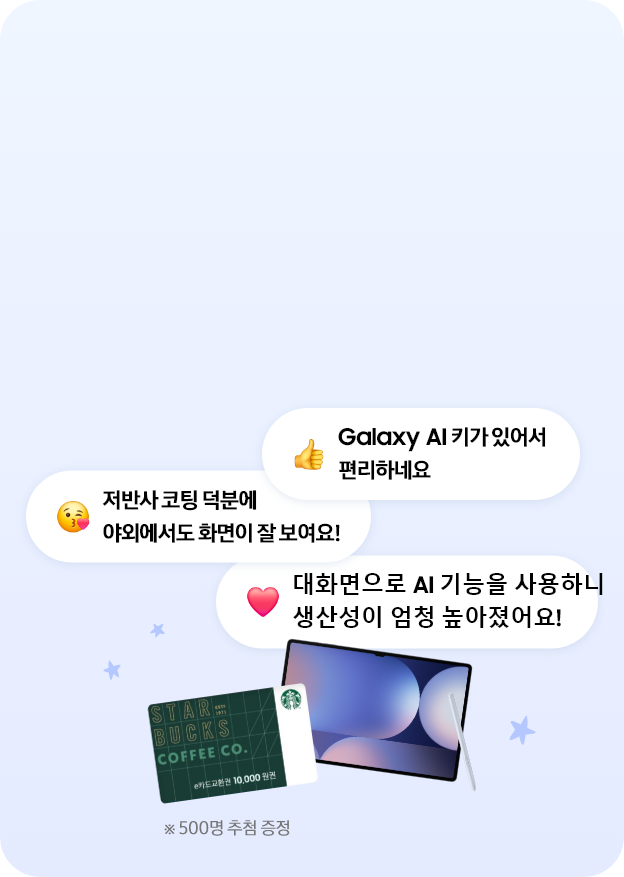 Galaxy AI 키가 있어서
편리하네요
저반사 코팅 덕분에
야외에서도 화면이 잘 보여요!
대화면으로 AI 기능을 사용하니
생산성이 엄청 높아졌어요!
STAR
BUCKS
COFFEE CO.
e카드교환권 10,000 원권
※ 500명 추첨 증정